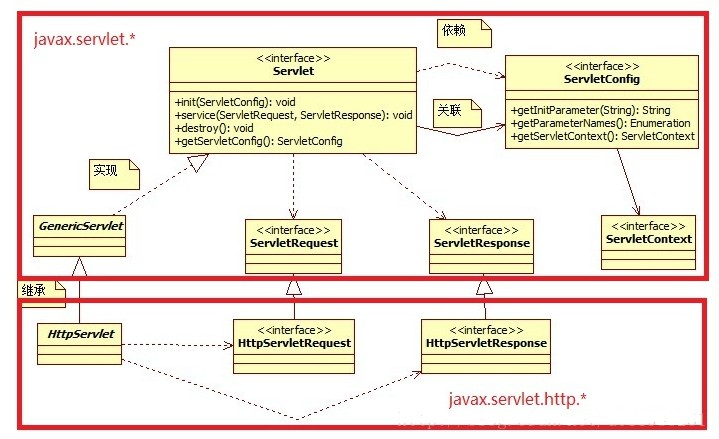 javax.servlet.*
依赖
<<interface>>
Servlet
+init(ServletConfig): void
+service(ServletRequest, ServletResponse): void
+destroy(): void
+getServletConfig(): ServletConfig
<<interface>>
ServletConfig
+getInitParameter(String): String
+getParameterNames(): Enumeration
+getServletContext(): ServletContext
关联
实现
GenericServlet
<<interface>>
ServletRequest
<<interface>>
ServletResponse
<<interface>>
ServletContext
继承
HttpServlet
<<interface>>
HttpServletRequest
<<interface>>
HttpServletResponse
javax.servlet.http.*